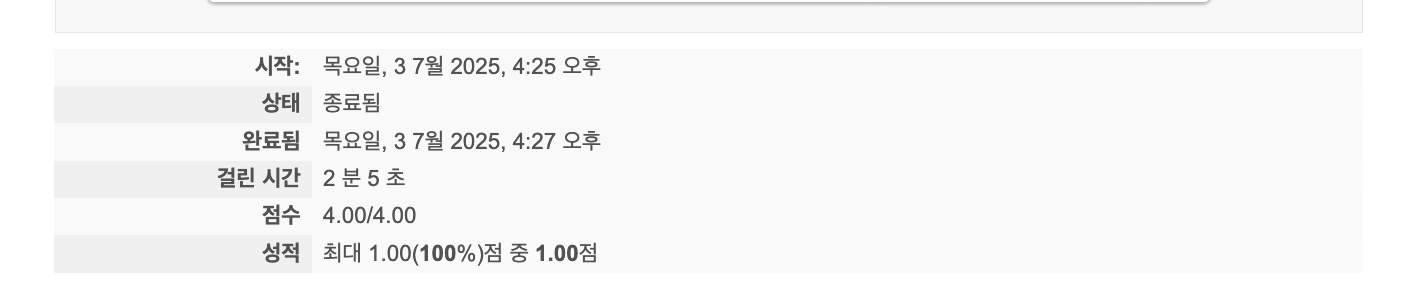 시작: 목요일, 3 7월 2025, 4:25 오후
상태 종료됨
완료됨 목요일, 3 7월 2025, 4:27 오후
걸린 시간 2 분 5 초
점수 4.00/4.00
성적 최대 1.00(100%)점 중 1.00점